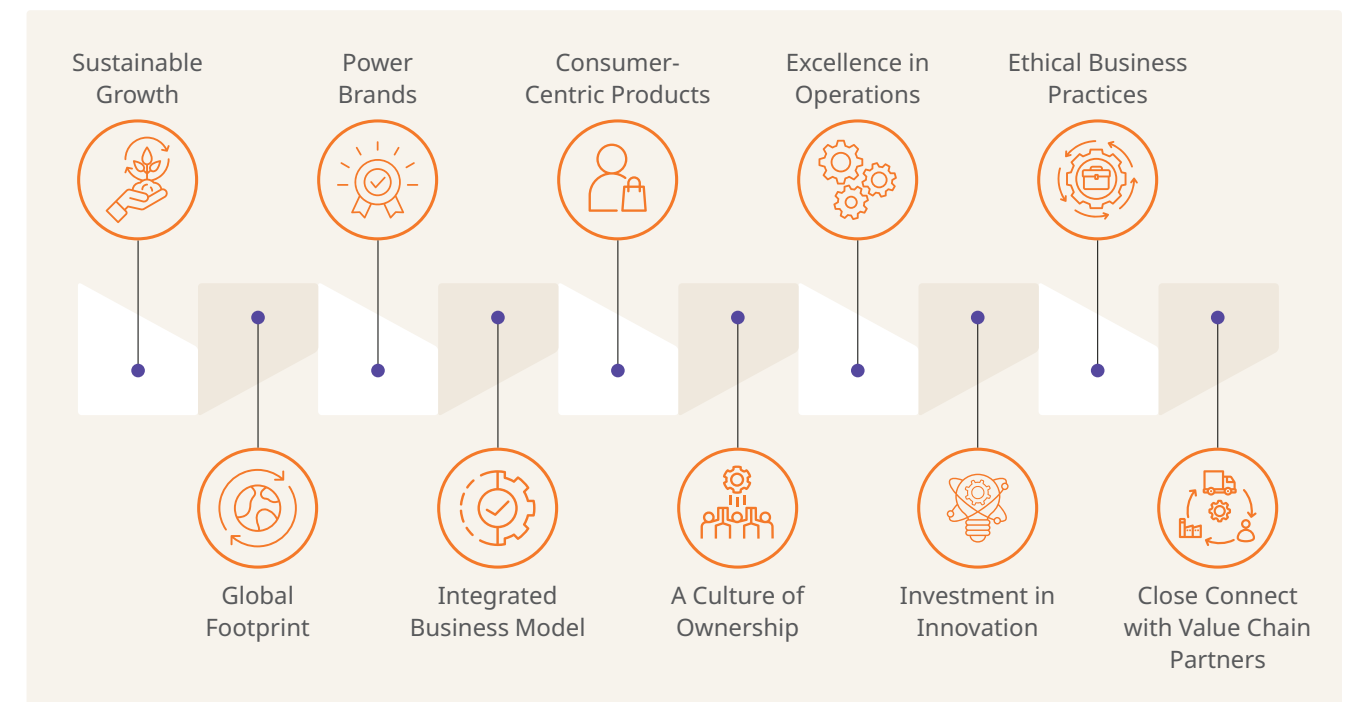 Sustainable
Growth
Power
Brands
Consumer-
Centric Products
Excellence in
Operations
Ethical Business
Practices
Global
Footprint
Integrated
Business Model
A Culture of
Ownership
Investment in
Innovation
Close Connect
with Value Chain
Partners